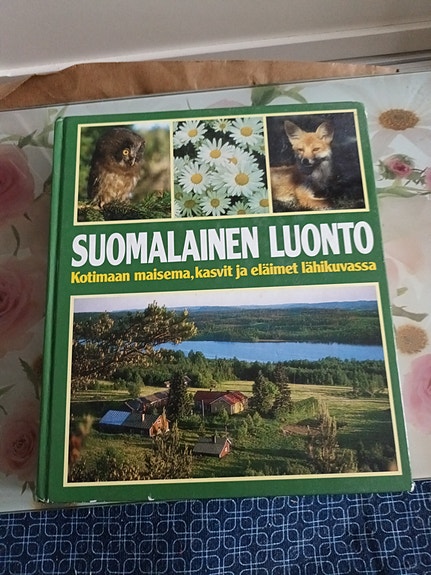 SUOMALAINEN LUONTO
Kotimaan maisema, kasvit ja eläimet lähikuvassa